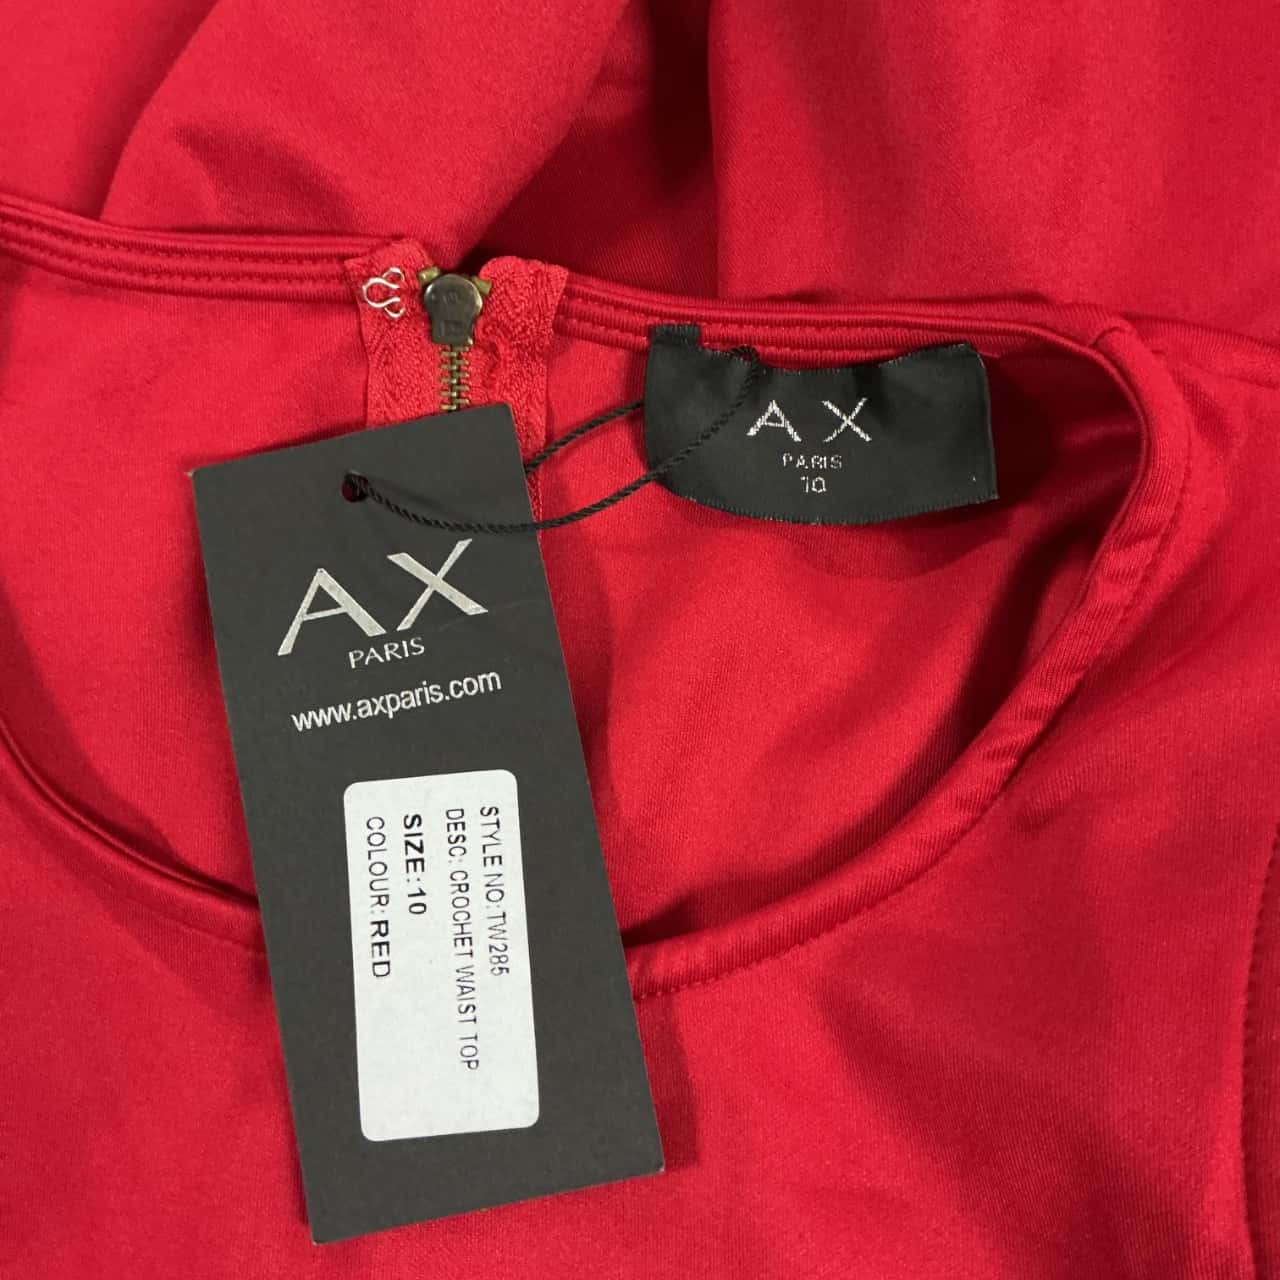 AX
PARIS
10
AX
PARIS
www.axparis.com
STYLE NO:TW285
DESC: CROCHET WAIST TOP
SIZE:10
COLOUR: RED